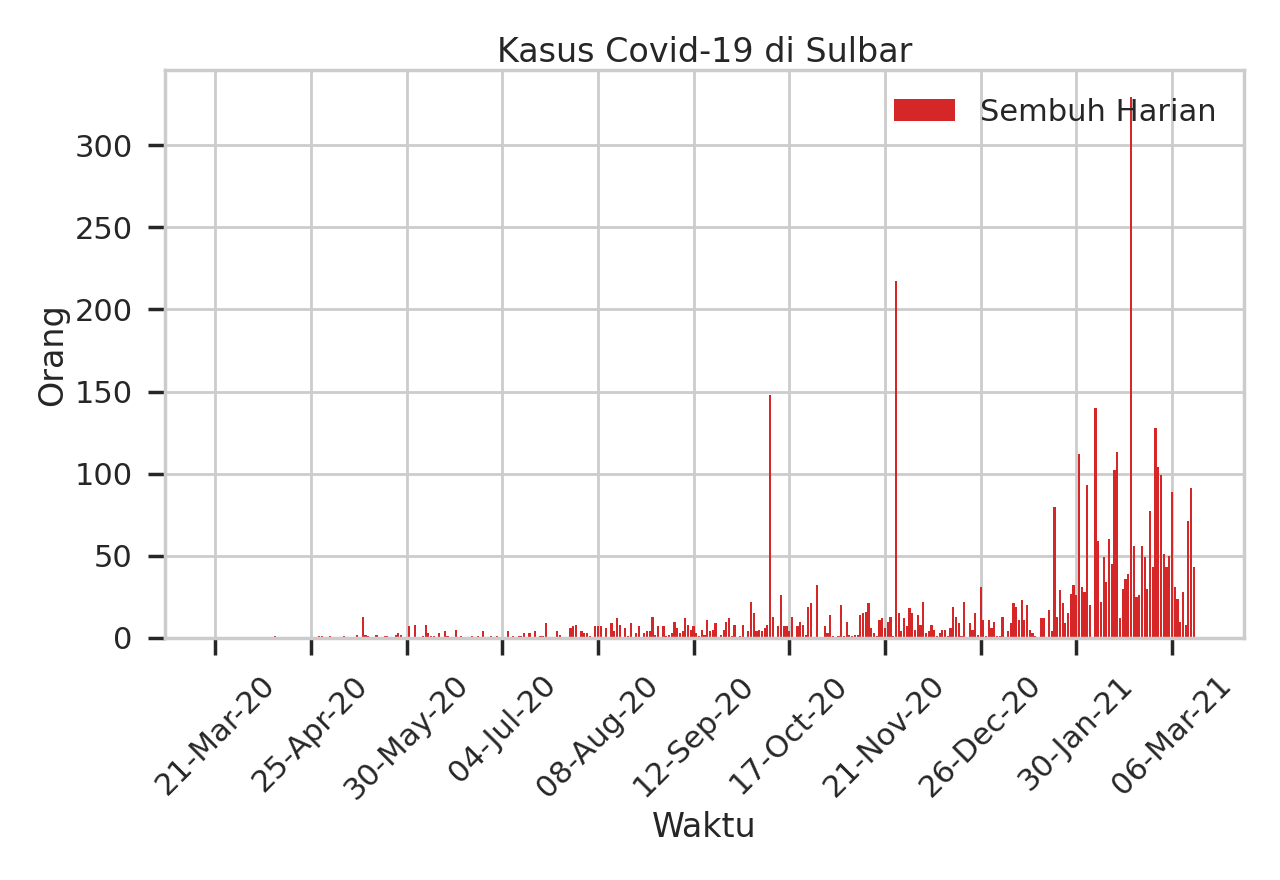 Kasus Covid-19 di Sulbar
Sembuh Harian
Orang
300
250
200
150
100
50
0
21-Mar-20
25-Apr-20
30-May-20
04-Jul-20
08-Aug-20
12-Sep-20
17-Oct-20
21-Nov-20
26-Dec-20
30-Jan-21
06-Mar-21
Waktu